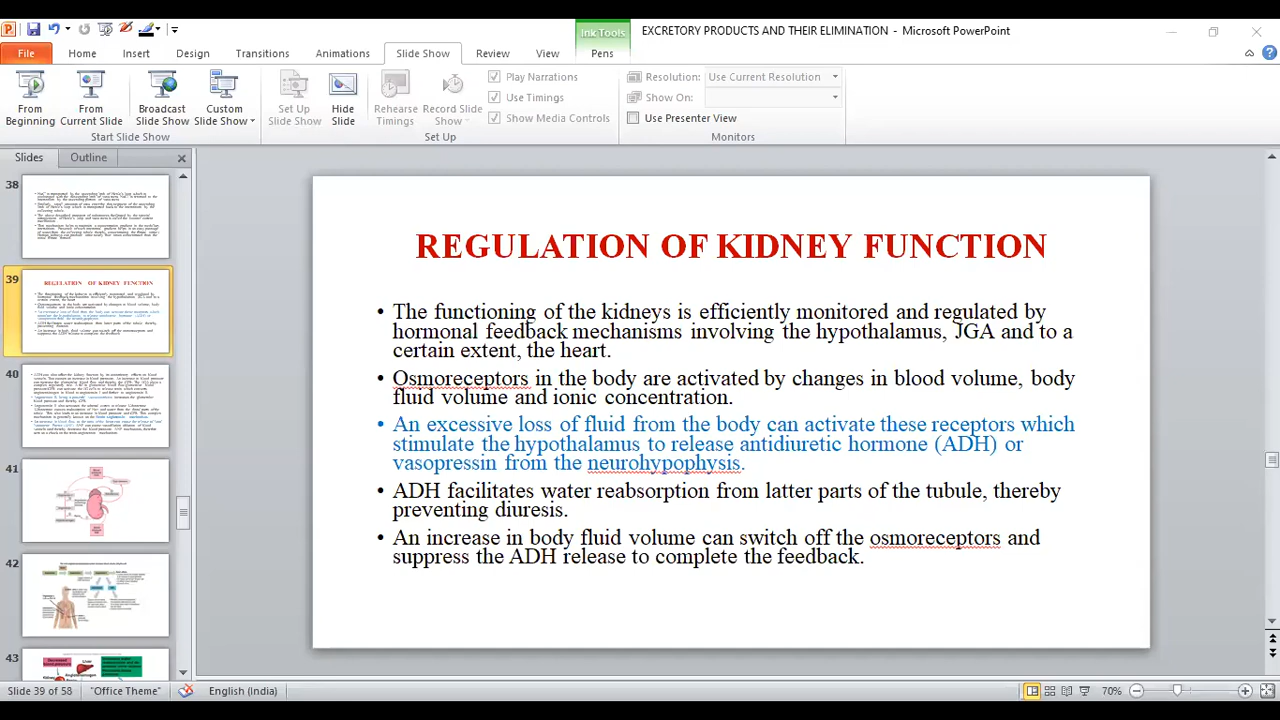 EXCRETORY PRODUCTS AND THEIR ELIMINATION - Microsoft PowerPoint
Ink Tools
File Home Insert Design Transitions Animations Slide Show Review View Pens
From Beginning
From Current Slide
Broadcast Slide Show
Custom Slide Show
Start Slide Show
Set Up Slide Show
Hide Slide
Rehearse Timings
Record Slide Show
Play Narrations
Use Timings
Show Media Controls
Set Up
Resolution: Use Current Resolution
Show On:
Use Presenter View
Monitors
Slides Outline
38
39
REGULATION OF KIDNEY FUNCTION
40
41
42
43
REGULATION OF KIDNEY FUNCTION
• The functioning of the kidneys is efficiently monitored and regulated by
hormonal feedback mechanisms involving the hypothalamus, JGA and to a
certain extent, the heart.
• Osmoreceptors in the body are activated by changes in blood volume, body
fluid volume and ionic concentration.
• An excessive loss of fluid from the body can activate these receptors which
stimulate the hypothalamus to release antidiuretic hormone (ADH) or
vasopressin from the neurohypophysis.
• ADH facilitates water reabsorption from latter parts of the tubule, thereby
preventing diuresis.
• An increase in body fluid volume can switch off the osmoreceptors and
suppress the ADH release to complete the feedback.
Slide 39 of 58 "Office Theme" English (India) 70%